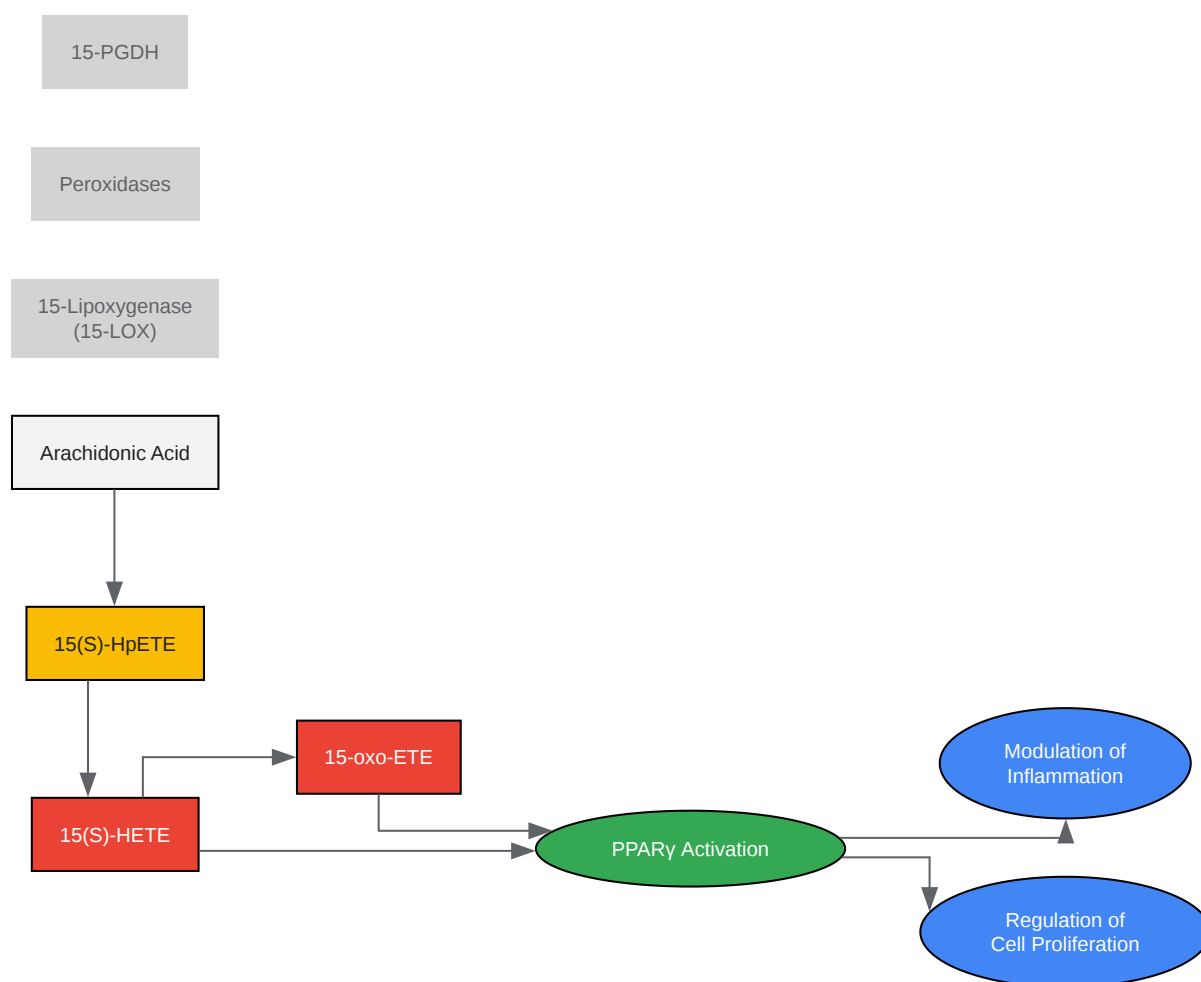 15-PGDH
Peroxidases
15-Lipoxygenase
(15-LOX)
Arachidonic Acid
15(S)-HpETE
15-oxo-ETE
15(S)-HETE
PPARγ Activation
Modulation of
Inflammation
Regulation of
Cell Proliferation